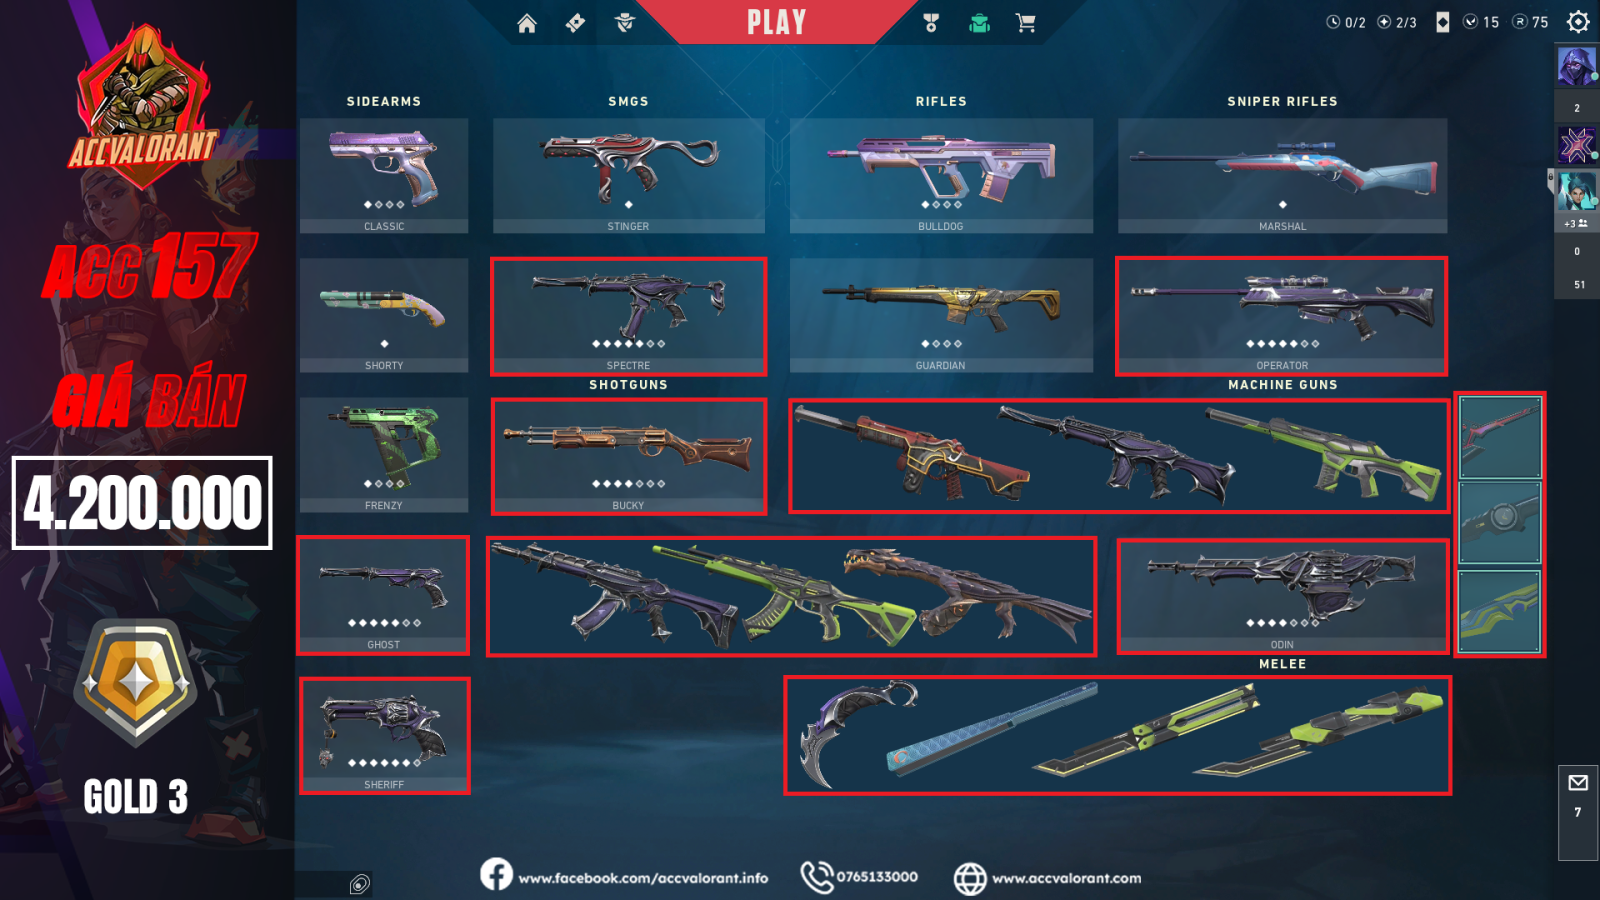 PLAY
0/2
2/3
15
75
ACCVALORANT
ACC 157
GIÁ BÁN
4.200.000
GOLD 3
SIDEARMS
SMGS
RIFLES
SNIPER RIFLES
CLASSIC
STINGER
BULLDOG
MARSHAL
SHORTY
SPECTRE
GUARDIAN
OPERATOR
SHOTGUNS
MACHINE GUNS
FRENZY
BUCKY
GHOST
ODIN
MELEE
SHERIFF
2
+3
0
51
7
www.facebook.com/accvalorant.info
0765133000
www.accvalorant.com